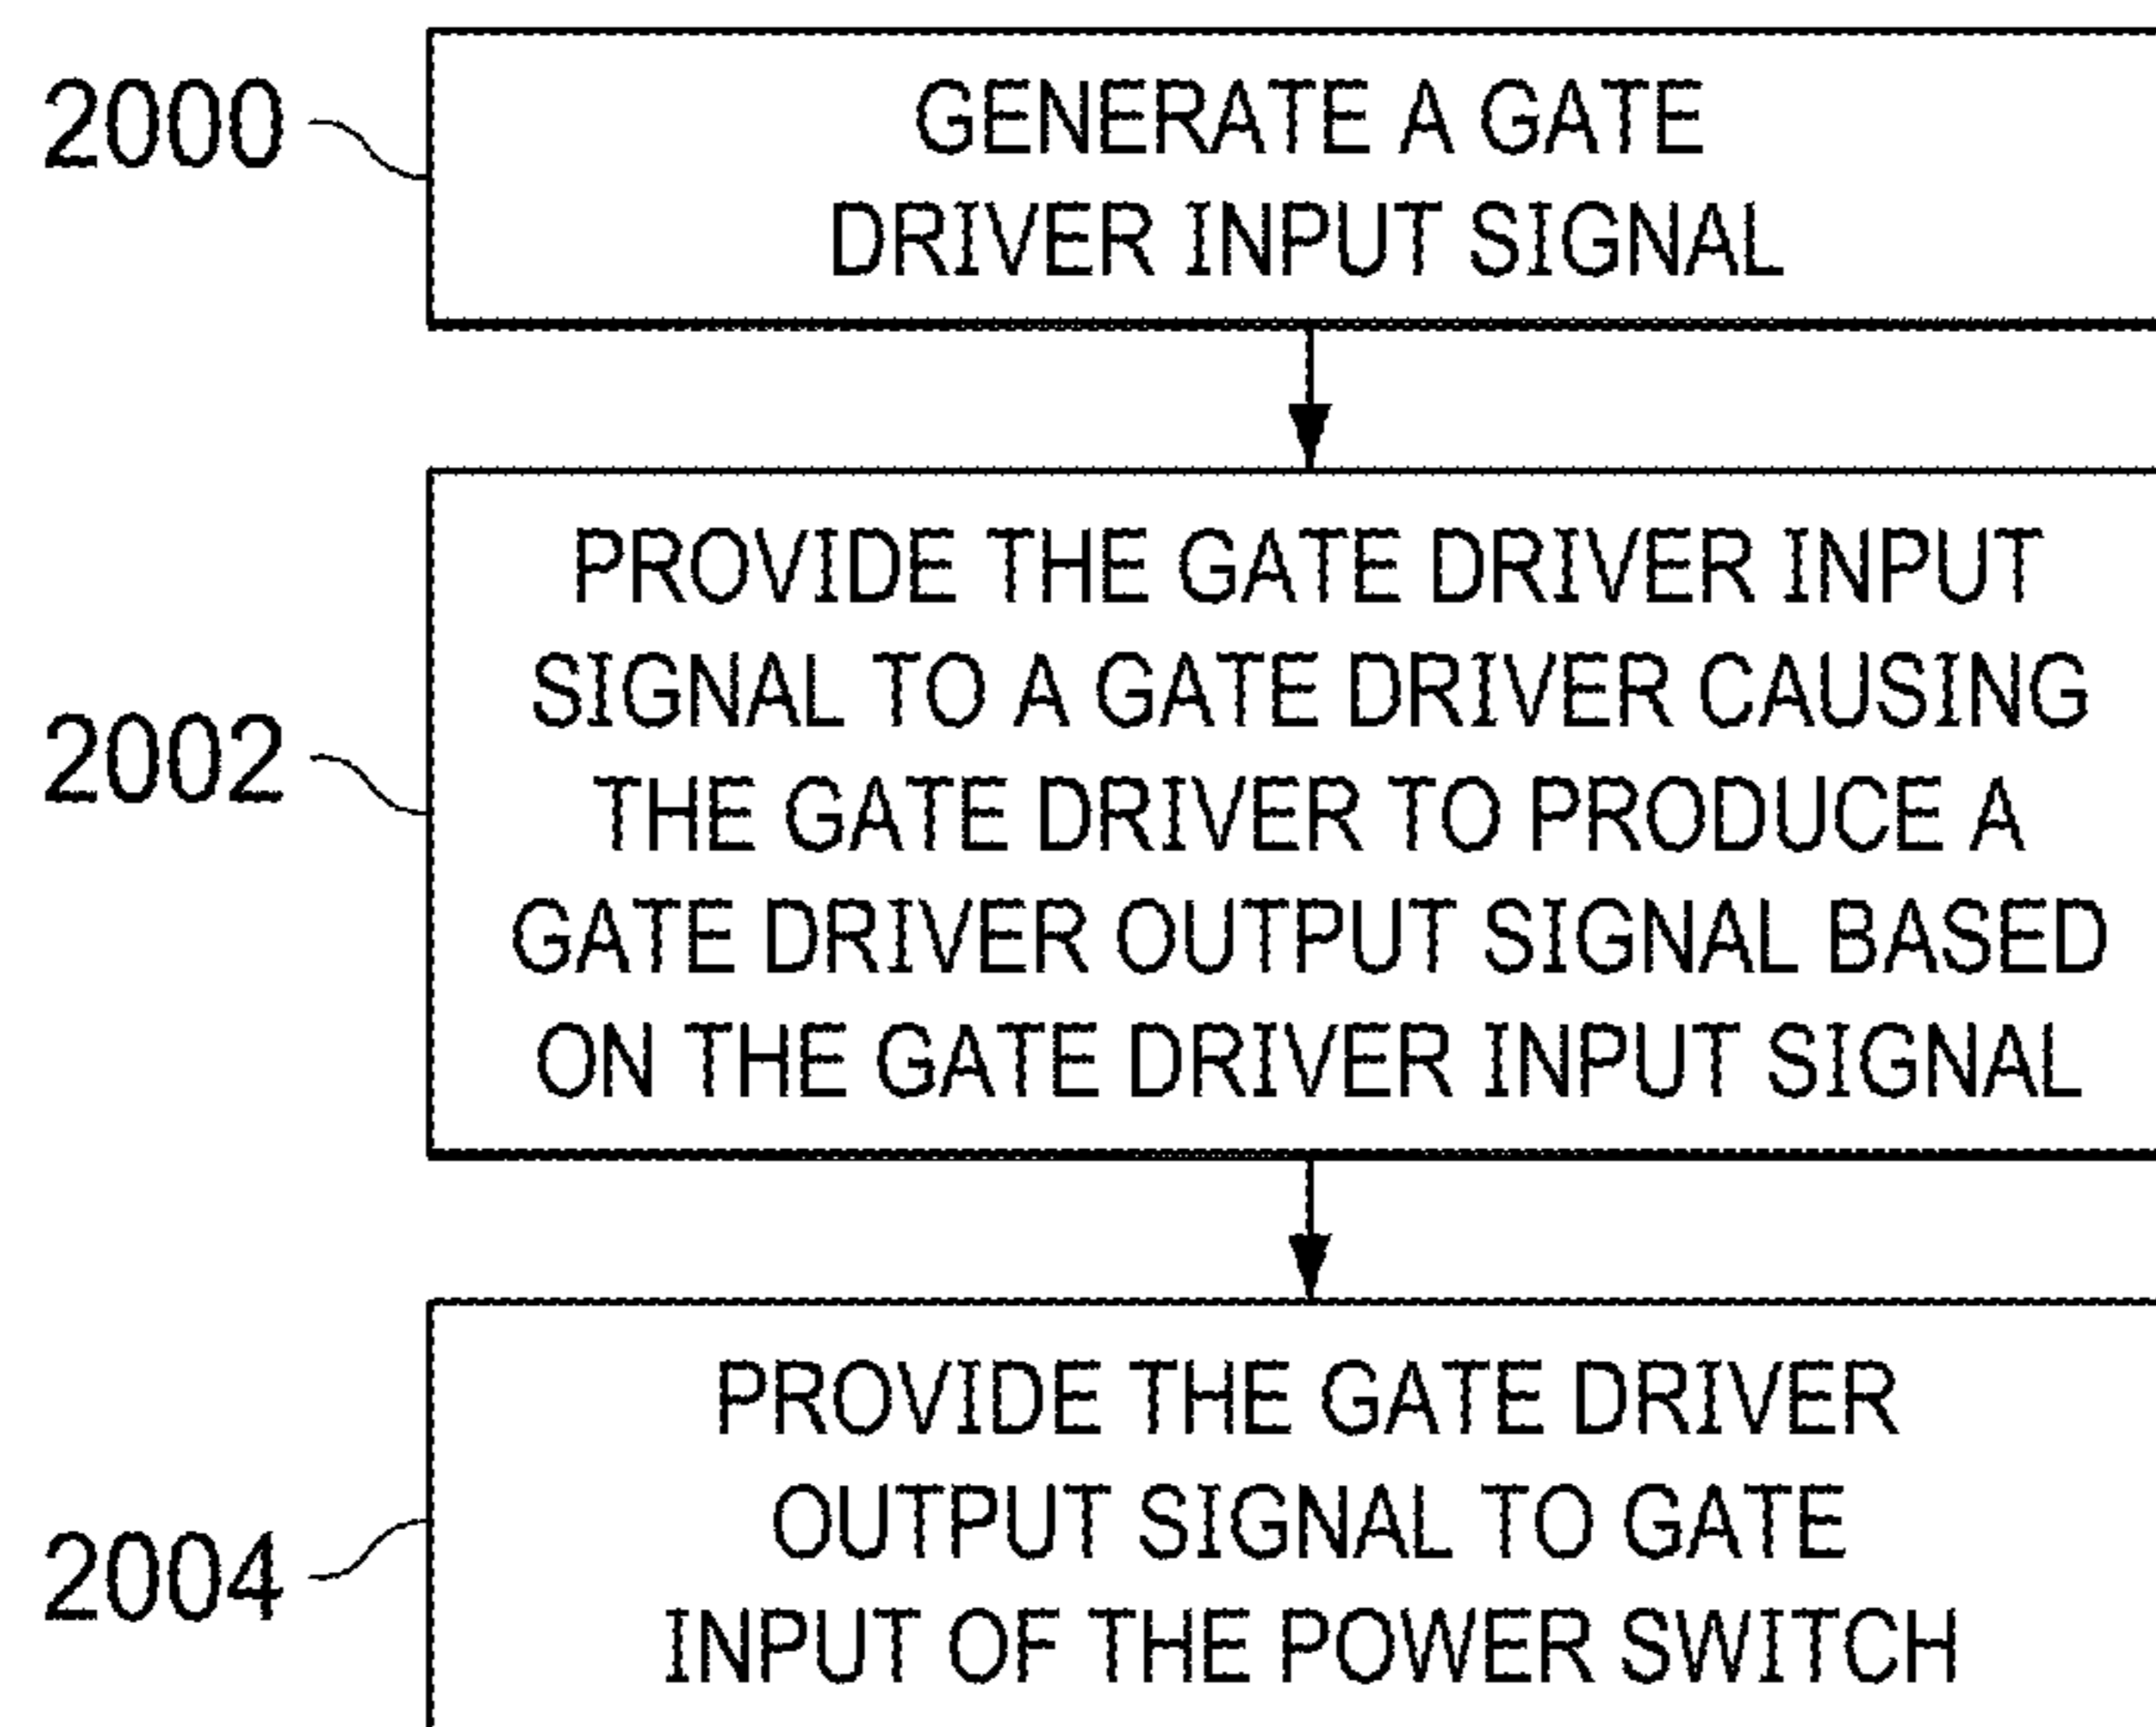 2000
GENERATE A GATE
DRIVER INPUT SIGNAL
2002
PROVIDE THE GATE DRIVER INPUT
SIGNAL TO A GATE DRIVER CAUSING
THE GATE DRIVER TO PRODUCE A
GATE DRIVER OUTPUT SIGNAL BASED
ON THE GATE DRIVER INPUT SIGNAL
2004
PROVIDE THE GATE DRIVER
OUTPUT SIGNAL TO GATE
INPUT OF THE POWER SWITCH